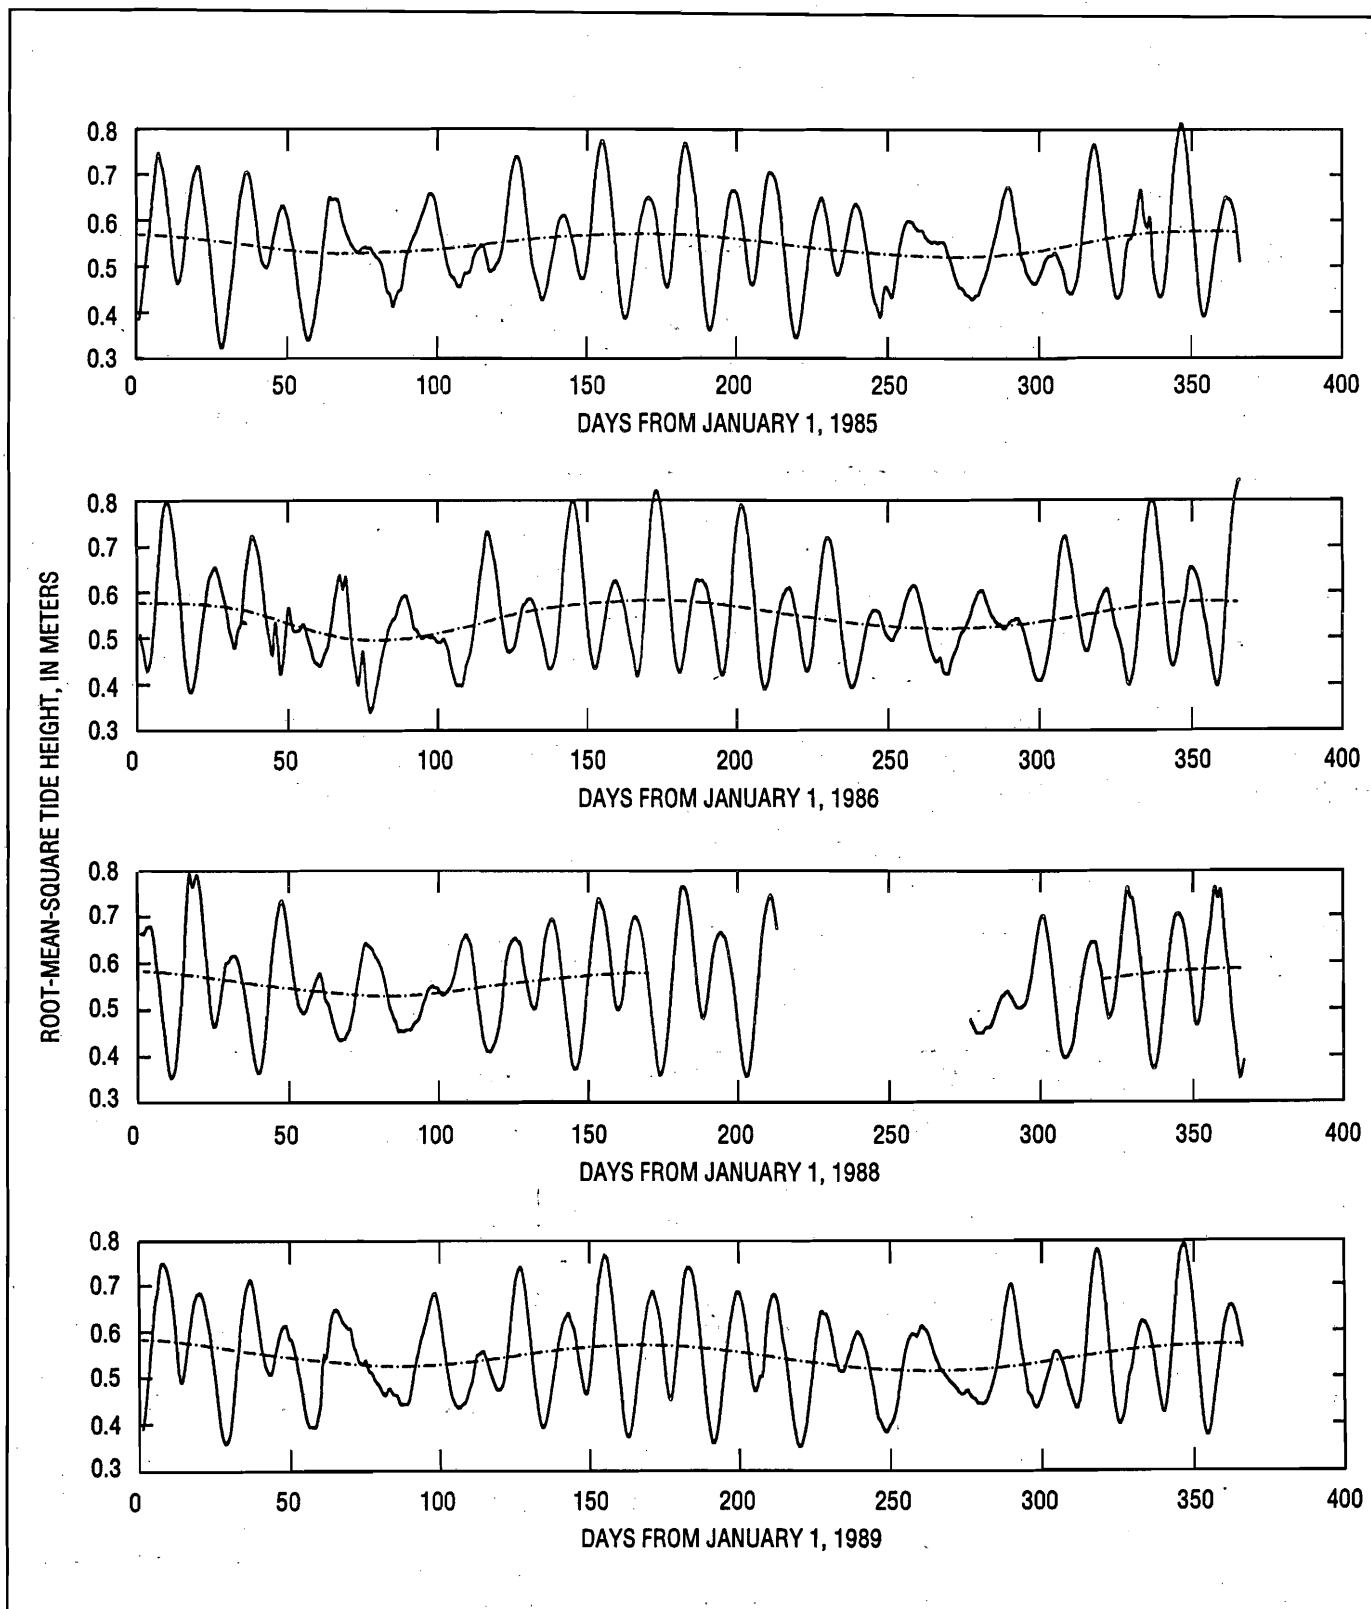 ROOT-MEAN-SQUARE TIDE HEIGHT, IN METERS
0.8
0.7
0.6
0.5
0.4
0.3
0 50 100 150 200 250 300 350 400
DAYS FROM JANUARY 1, 1985
0.8
0.7
0.6
0.5
0.4
0.3
0 50 100 150 200 250 300 350 400
DAYS FROM JANUARY 1, 1986
0.8
0.7
0.6
0.5
0.4
0.3
0 50 100 150 200 250 300 350 400
DAYS FROM JANUARY 1, 1988
0.8
0.7
0.6
0.5
0.4
0.3
0 50 100 150 200 250 300 350 400
DAYS FROM JANUARY 1, 1989